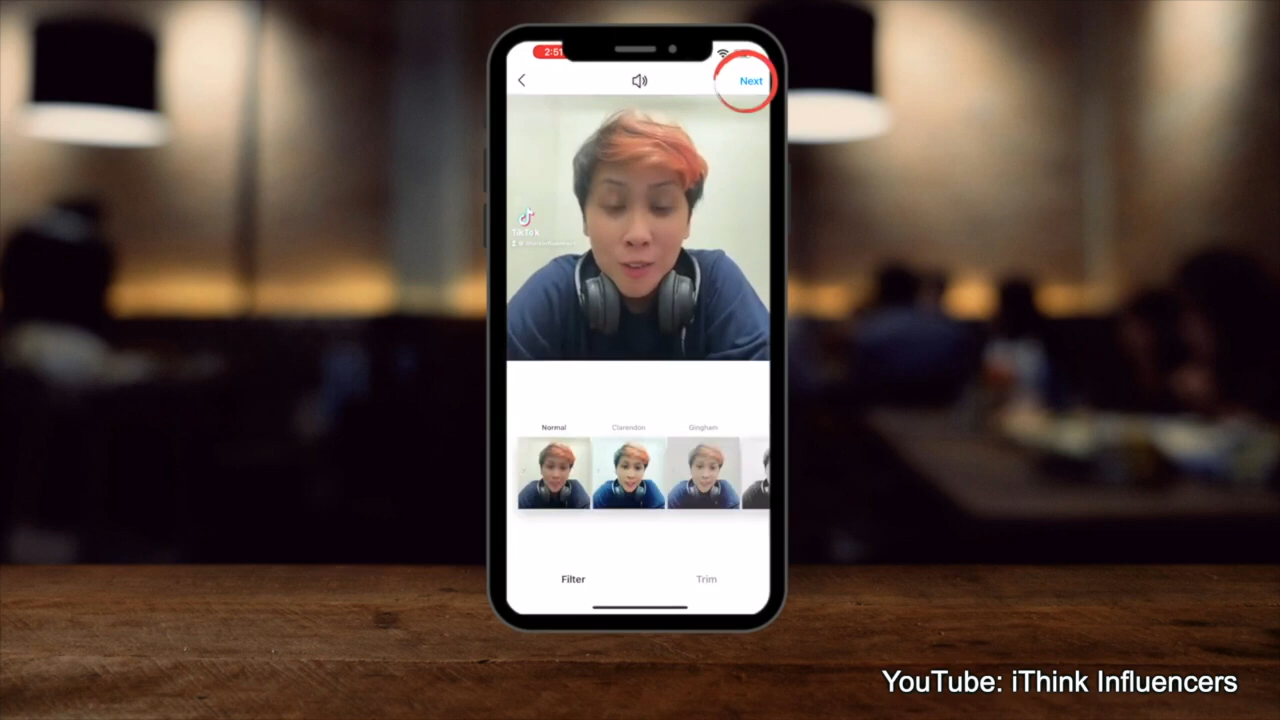 2:51
Next
TikTok
Normal Clarendon Gingham
Filter Trim
YouTube: iThink Influencers